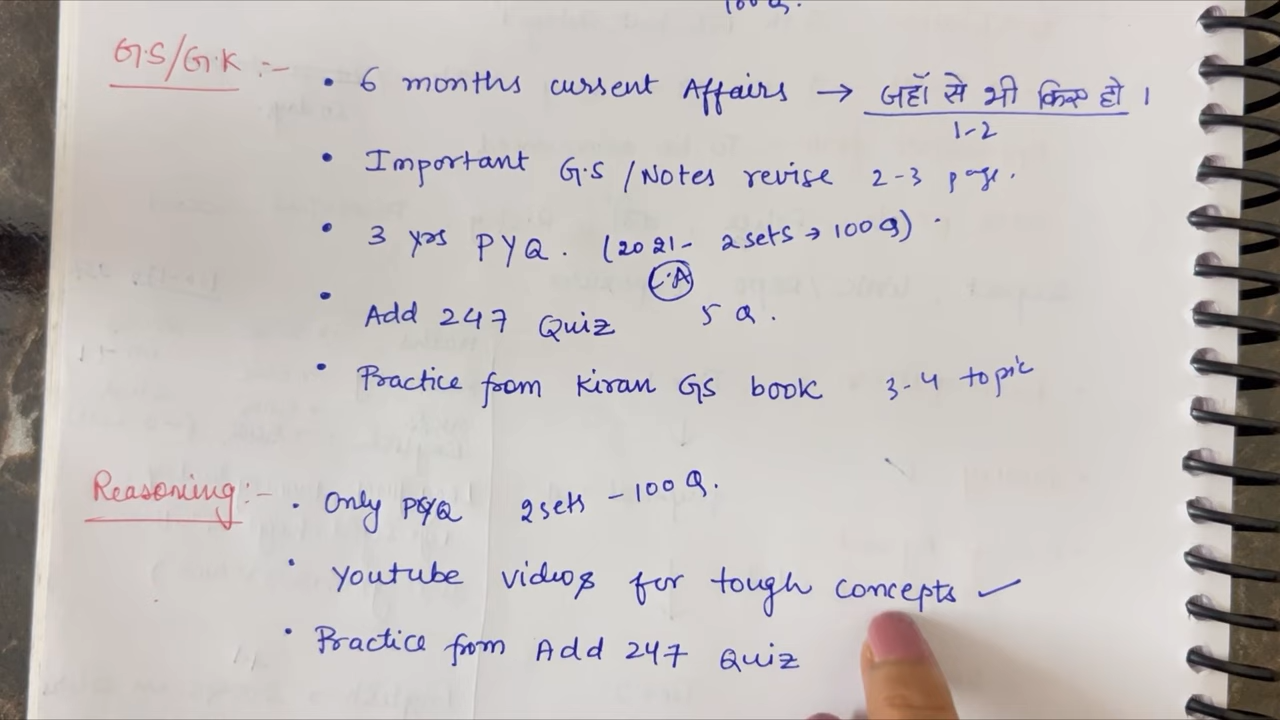 100 Q.
G.S/G.K :-
• 6 months current Affairs → जहाँ से भी किस हो ।
1-2
• Important G.S /Notes revise 2-3 page.
• 3 yrs PYQ. (2021- 2sets → 100Q) .
C.A
• Add 247 Quiz 5 Q.
• Practice from Kiran GS book 3-4 topic
Reasoning :-
• Only PYQ 2sets - 100 Q.
• Youtube videos for tough concepts ✓
• Practice from Add 247 Quiz